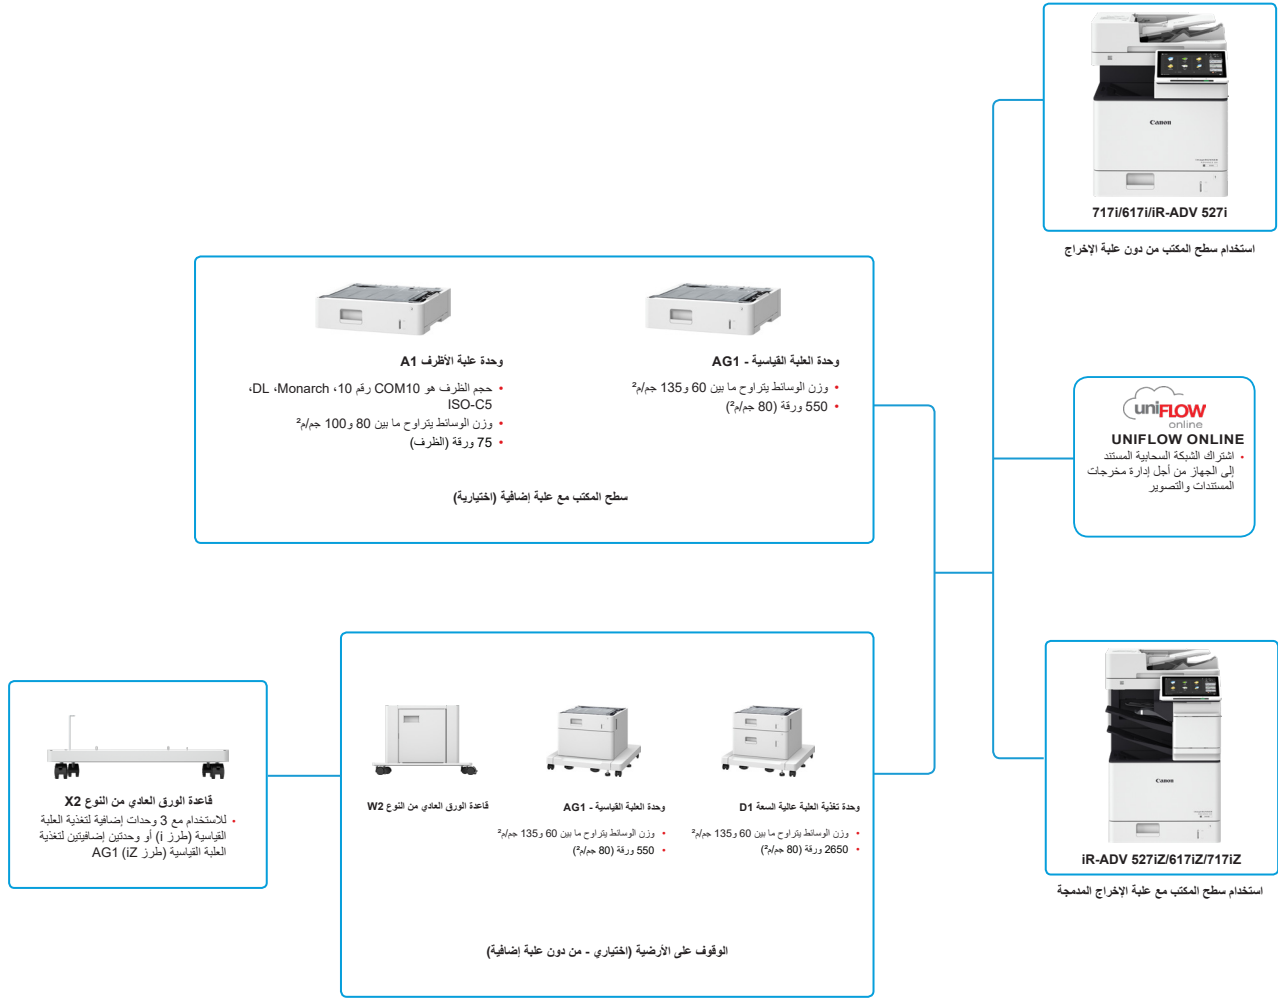 Canon
717i/617i/iR-ADV 527i
استخدام سطح المكتب من دون علبة الإخراج
وحدة العلبة القياسية - AG1
• وزن الوسائط يتراوح ما بين 60 و135 جم/م²
• 550 ورقة (80 جم/م²)
وحدة علبة الأظرف A1
• حجم الظرف هو COM10 رقم 10، Monarch، DL،
ISO-C5
• وزن الوسائط يتراوح ما بين 80 و100 جم/م²
• 75 ورقة (الظرف)
سطح المكتب مع علبة إضافية (اختيارية)
uniFLOW
online
UNIFLOW ONLINE
• اشتراك الشبكة السحابية المستند
إلى الجهاز من أجل إدارة مخرجات
المستندات والتصوير
Canon
iR-ADV 527iZ/617iZ/717iZ
استخدام سطح المكتب مع علبة الإخراج المدمجة
وحدة تغذية العلبة عالية السعة D1
• وزن الوسائط يتراوح ما بين 60 و135 جم/م²
• 2650 ورقة (80 جم/م²)
وحدة العلبة القياسية - AG1
• وزن الوسائط يتراوح ما بين 60 و135 جم/م²
• 550 ورقة (80 جم/م²)
قاعدة الورق العادي من النوع W2
الوقوف على الأرضية (اختياري - من دون علبة إضافية)
قاعدة الورق العادي من النوع X2
• للاستخدام مع 3 وحدات إضافية لتغذية العلبة
القياسية (طرز i) أو وحدتين إضافيتين لتغذية
العلبة القياسية (طرز iZ) AG1